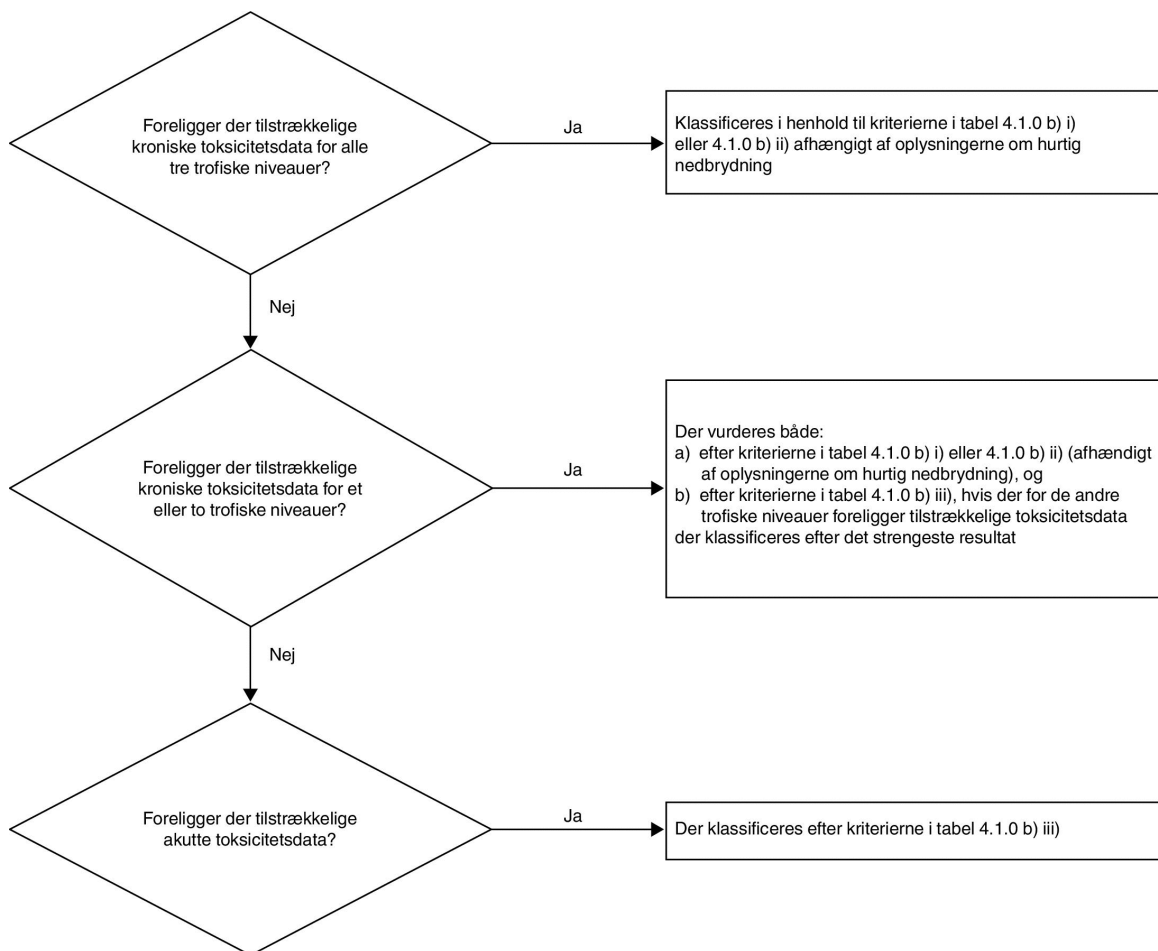 Foreligger der tilstrækkelige
kroniske toksicitetsdata for alle
tre trofiske niveauer?
Ja
Klassificeres i henhold til kriterierne i tabel 4.1.0 b) i)
eller 4.1.0 b) ii) afhængigt af oplysningerne om hurtig
nedbrydning
Nej
Foreligger der tilstrækkelige
kroniske toksicitetsdata for et
eller to trofiske niveauer?
Ja
Der vurderes både:
a) efter kriterierne i tabel 4.1.0 b) i) eller 4.1.0 b) ii) (afhændigt
af oplysningerne om hurtig nedbrydning), og
b) efter kriterierne i tabel 4.1.0 b) iii), hvis der for de andre
trofiske niveauer foreligger tilstrækkelige toksicitetsdata
der klassificeres efter det strengeste resultat
Nej
Foreligger der tilstrækkelige
akutte toksicitetsdata?
Ja
Der klassificeres efter kriterierne i tabel 4.1.0 b) iii)